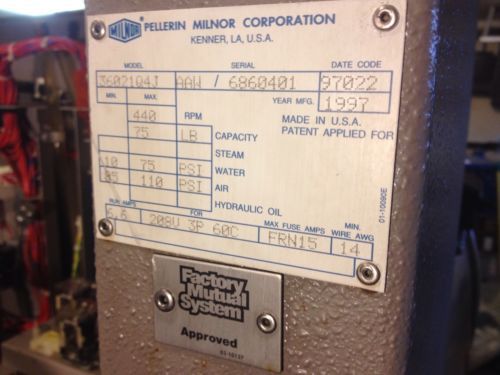 MILNOR PELLERIN MILNOR CORPORATION
KENNER, LA, U.S.A.
MODEL SERIAL DATE CODE
36021Q4J AAW / 6860401 97022
MIN. MAX. YEAR MFG. 1997
440 RPM MADE IN U.S.A.
75 LB CAPACITY PATENT APPLIED FOR
STEAM
10 75 PSI WATER
85 110 PSI AIR
HYDRAULIC OIL
RUN AMPS FOR MAX FUSE AMPS MIN. WIRE AWG
6.6 208V 3P 60C FRN15 14
01-10090E
Factory
Mutual
System
Approved